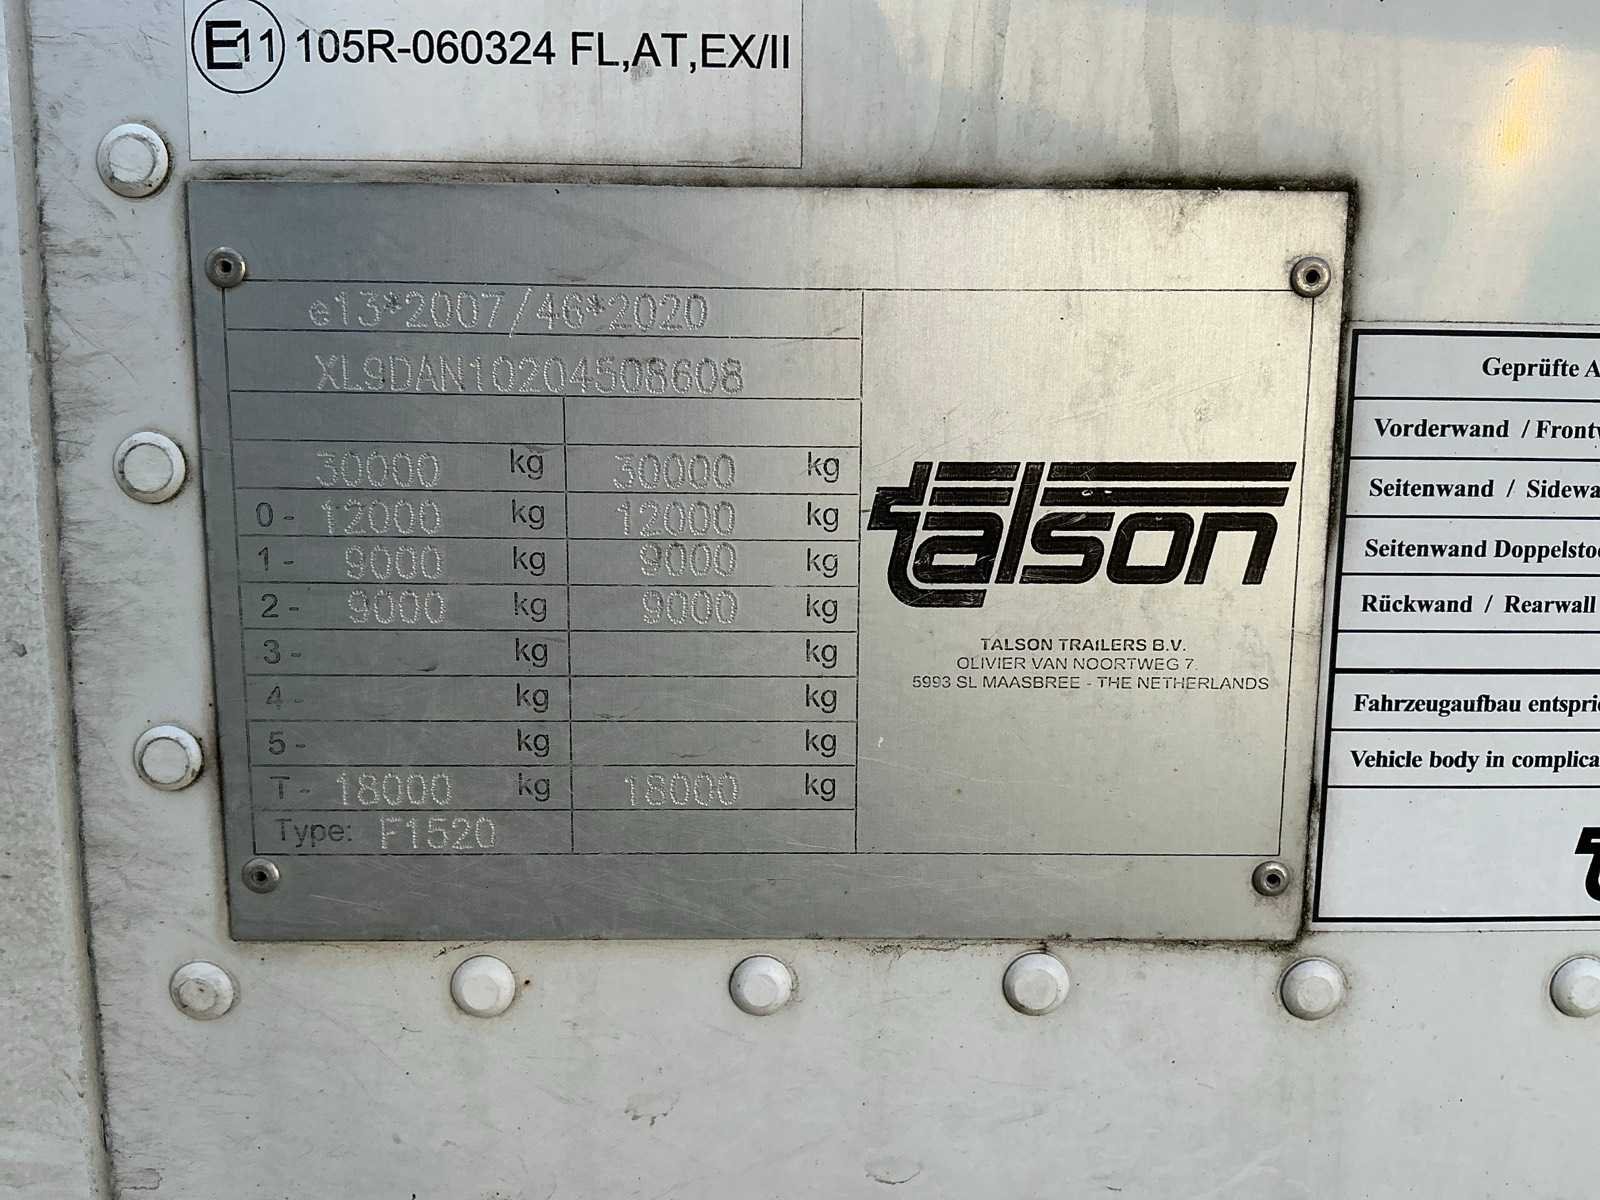 E11 105R-060324 FL,AT,EX/II
e13*2007/46*2020
XL9DAN10204508608
30000 kg 30000 kg
0- 12000 kg 12000 kg
1- 9000 kg 9000 kg
2- 9000 kg 9000 kg
3- kg kg
4- kg kg
5- kg kg
T- 18000 kg 18000 kg
Type: F1520
talson
TALSON TRAILERS B.V.
OLIVIER VAN NOORTWEG 7.
5993 SL MAASBREE - THE NETHERLANDS
Geprüfte A
Vorderwand / Frontw
Seitenwand / Sidewa
Seitenwand Doppelstoc
Rückwand / Rearwall
Fahrzeugaufbau entsprie
Vehicle body in complica